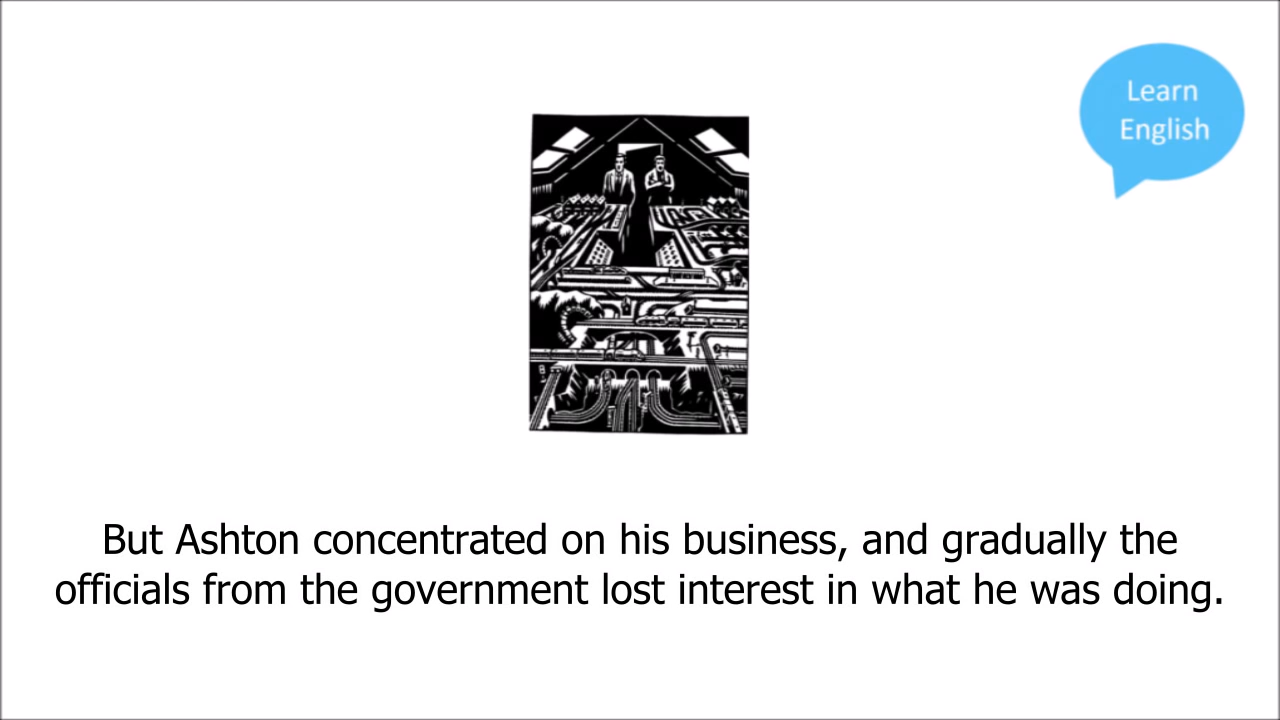 Learn
English
But Ashton concentrated on his business, and gradually the
officials from the government lost interest in what he was doing.